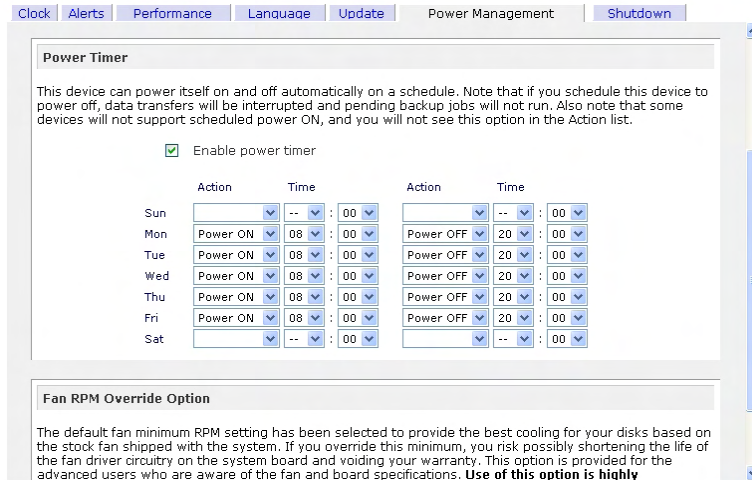 Clock Alerts Performance Language Update Power Management Shutdown
Power Timer
This device can power itself on and off automatically on a schedule. Note that if you schedule this device to
power off, data transfers will be interrupted and pending backup jobs will not run. Also note that some
devices will not support scheduled power ON, and you will not see this option in the Action list.
Enable power timer
Action Time Action Time
Sun -- : 00 -- : 00
Mon Power ON 08 : 00 Power OFF 20 : 00
Tue Power ON 08 : 00 Power OFF 20 : 00
Wed Power ON 08 : 00 Power OFF 20 : 00
Thu Power ON 08 : 00 Power OFF 20 : 00
Fri Power ON 08 : 00 Power OFF 20 : 00
Sat -- : 00 -- : 00
Fan RPM Override Option
The default fan minimum RPM setting has been selected to provide the best cooling for your disks based on
the stock fan shipped with the system. If you override this minimum, you risk possibly shortening the life of
the fan driver circuitry on the system board and voiding your warranty. This option is provided for the
advanced users who are aware of the fan and board specifications. Use of this option is highly